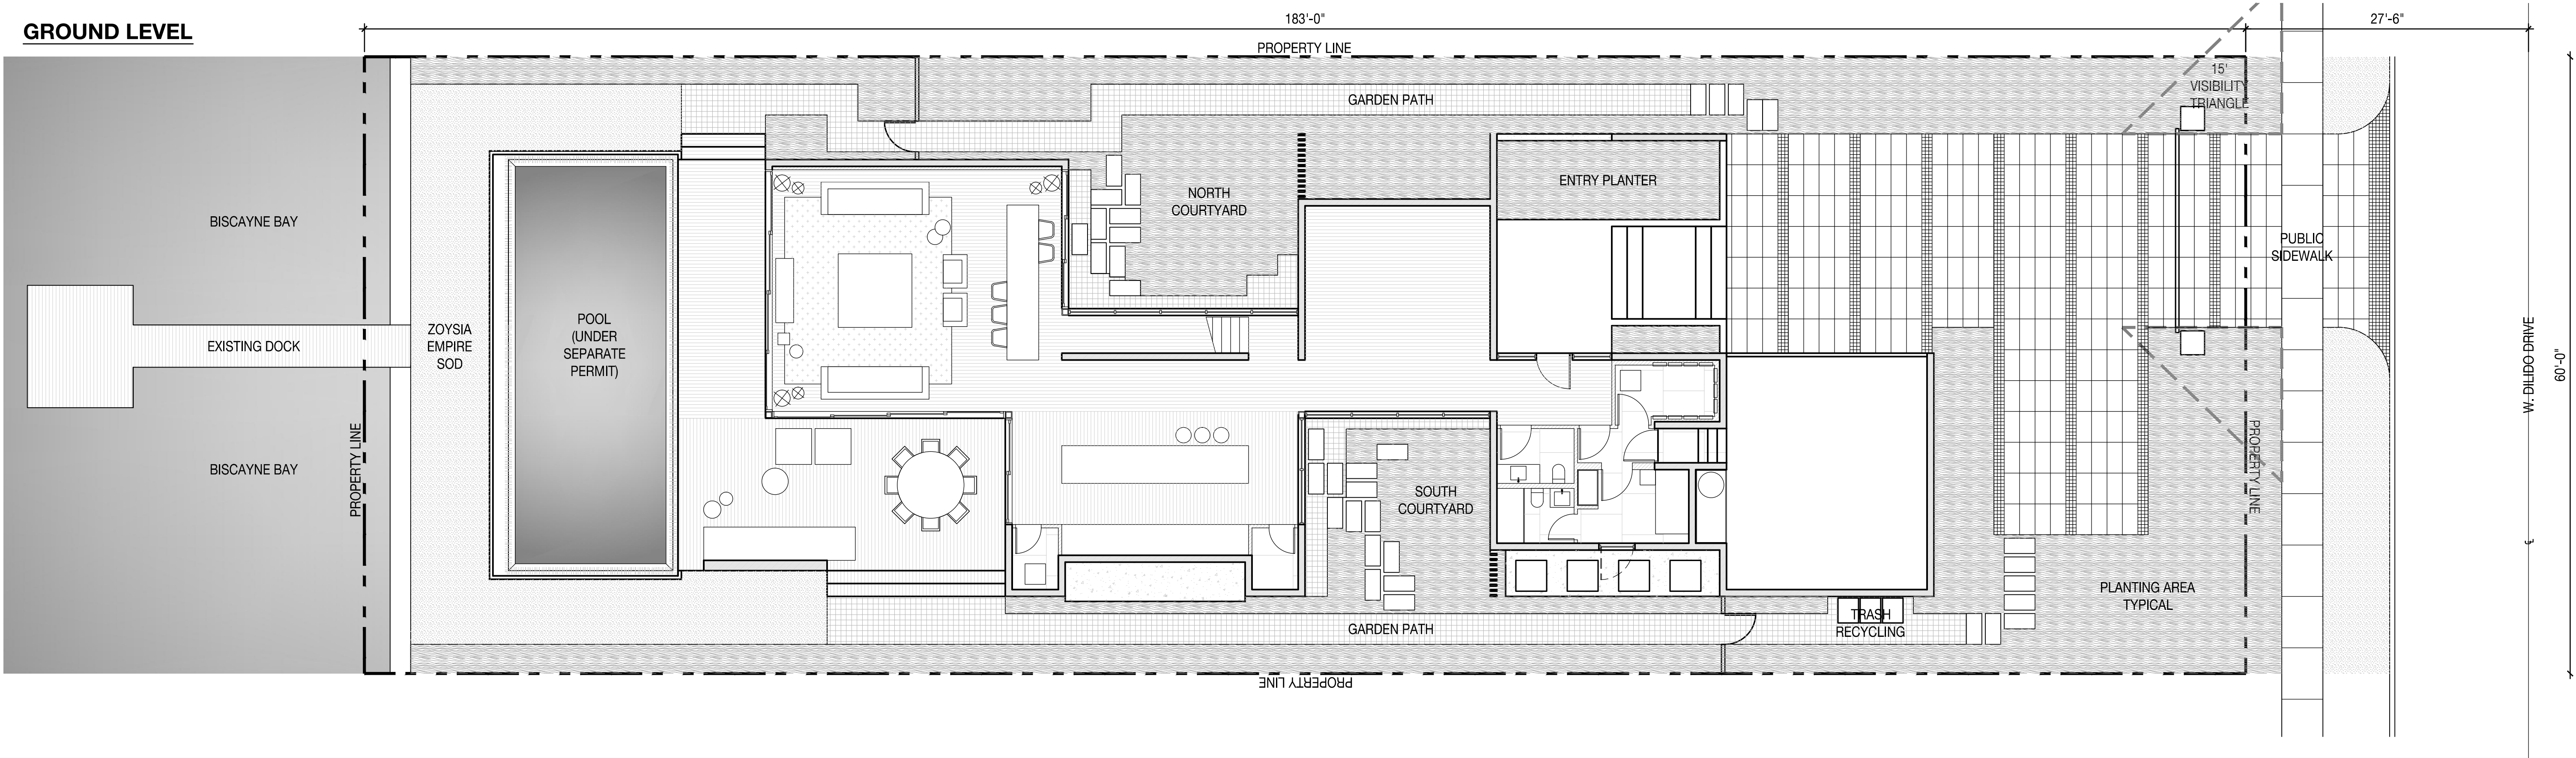 GROUND LEVEL
183'-0"
27'-6"
PROPERTY LINE
15'
VISIBILITY
TRIANGLE
GARDEN PATH
NORTH
COURTYARD
ENTRY PLANTER
BISCAYNE BAY
PUBLIC
SIDEWALK
POOL
(UNDER
SEPARATE
PERMIT)
ZOYSIA
EMPIRE
SOD
EXISTING DOCK
W. DILIDO DRIVE
60'-0"
PROPERTY LINE
BISCAYNE BAY
PROPERTY LINE
SOUTH
COURTYARD
PLANTING AREA
TYPICAL
TRASH
RECYCLING
GARDEN PATH
PROPERTY LINE